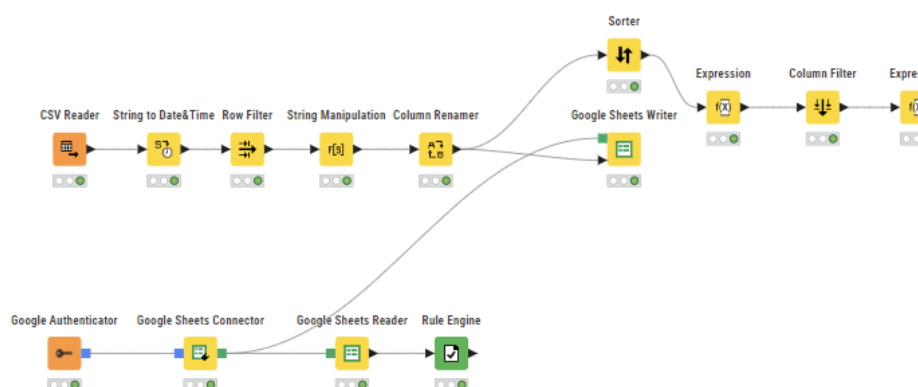 Sorter
Expression
Column Filter
Expre
CSV Reader
String to Date&Time
Row Filter
String Manipulation
Column Renamer
Google Sheets Writer
Google Authenticator
Google Sheets Connector
Google Sheets Reader
Rule Engine